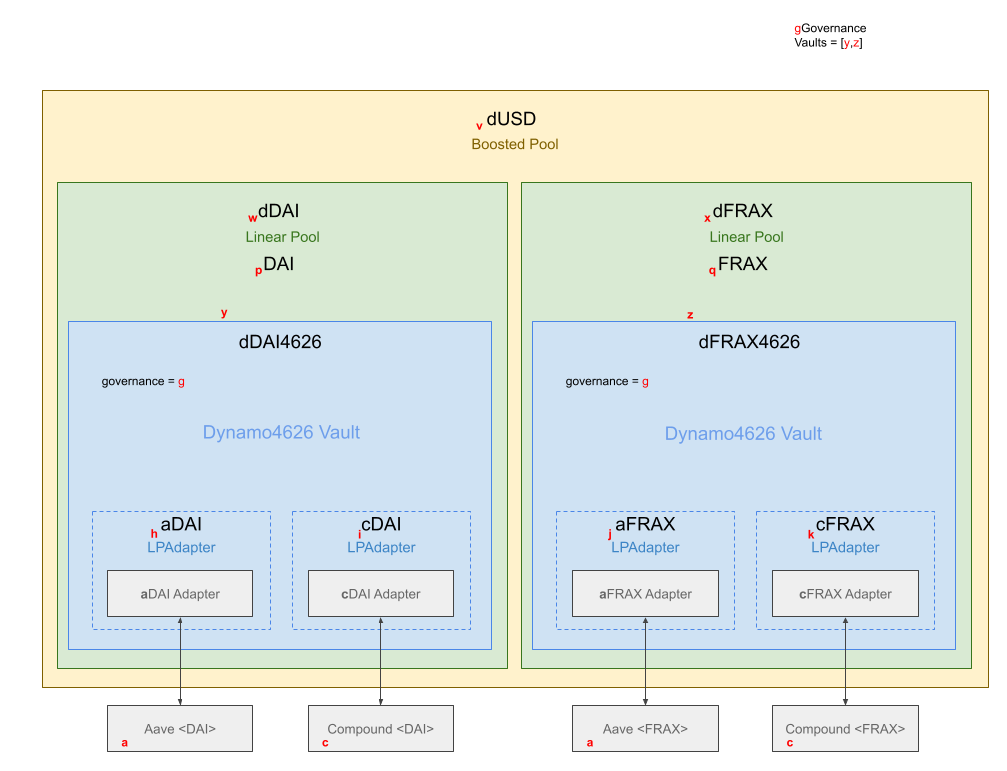 gGovernance
Vaults = [y,z]
v dUSD
Boosted Pool
w dDAI
Linear Pool
p DAI
y
dDAI4626
governance = g
Dynamo4626 Vault
h aDAI
LPAdapter
aDAI Adapter
i cDAI
LPAdapter
cDAI Adapter
x dFRAX
Linear Pool
q FRAX
z
dFRAX4626
governance = g
Dynamo4626 Vault
j aFRAX
LPAdapter
aFRAX Adapter
k cFRAX
LPAdapter
cFRAX Adapter
Aave <DAI>
a
Compound <DAI>
c
Aave <FRAX>
a
Compound <FRAX>
c